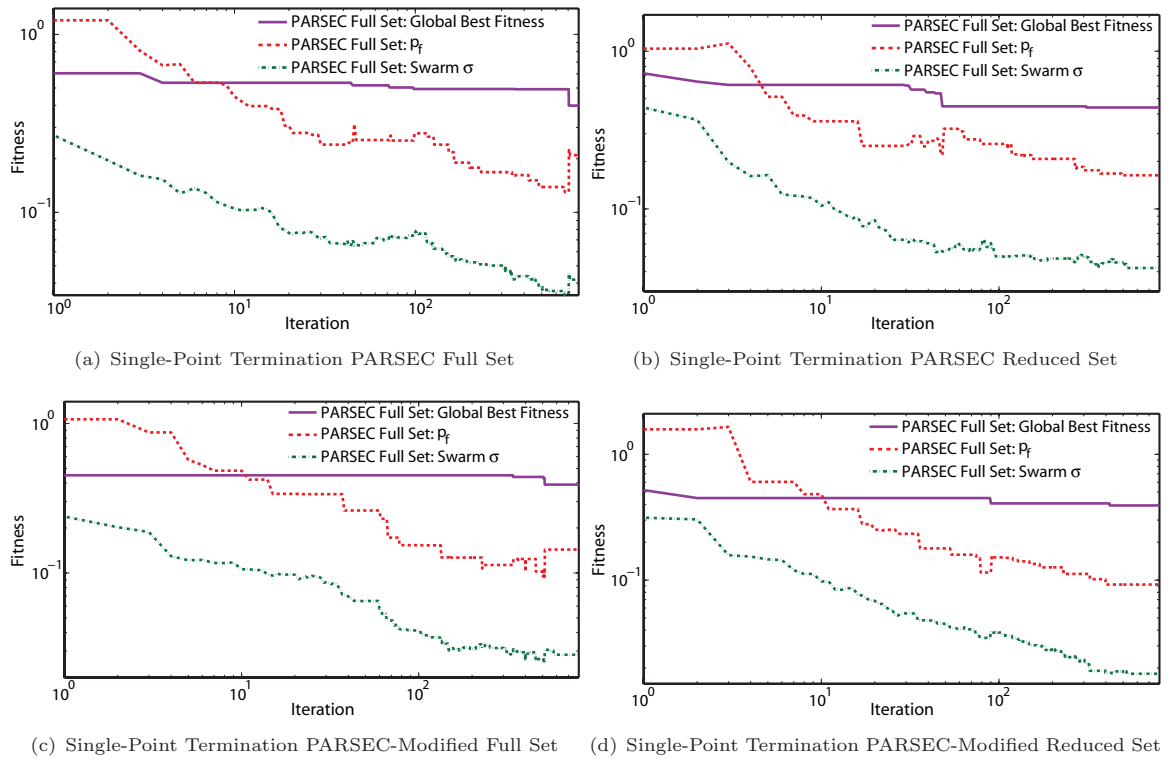 PARSEC Full Set: Global Best Fitness
PARSEC Full Set: p_f
PARSEC Full Set: Swarm σ
Fitness
10^0
10^-1
10^0
10^1
10^2
Iteration
(a) Single-Point Termination PARSEC Full Set
PARSEC Full Set: Global Best Fitness
PARSEC Full Set: p_f
PARSEC Full Set: Swarm σ
Fitness
10^0
10^-1
10^0
10^1
10^2
Iteration
(b) Single-Point Termination PARSEC Reduced Set
PARSEC Full Set: Global Best Fitness
PARSEC Full Set: p_f
PARSEC Full Set: Swarm σ
Fitness
10^0
10^-1
10^0
10^1
10^2
Iteration
(c) Single-Point Termination PARSEC-Modified Full Set
PARSEC Full Set: Global Best Fitness
PARSEC Full Set: p_f
PARSEC Full Set: Swarm σ
Fitness
10^0
10^-1
10^0
10^1
10^2
Iteration
(d) Single-Point Termination PARSEC-Modified Reduced Set